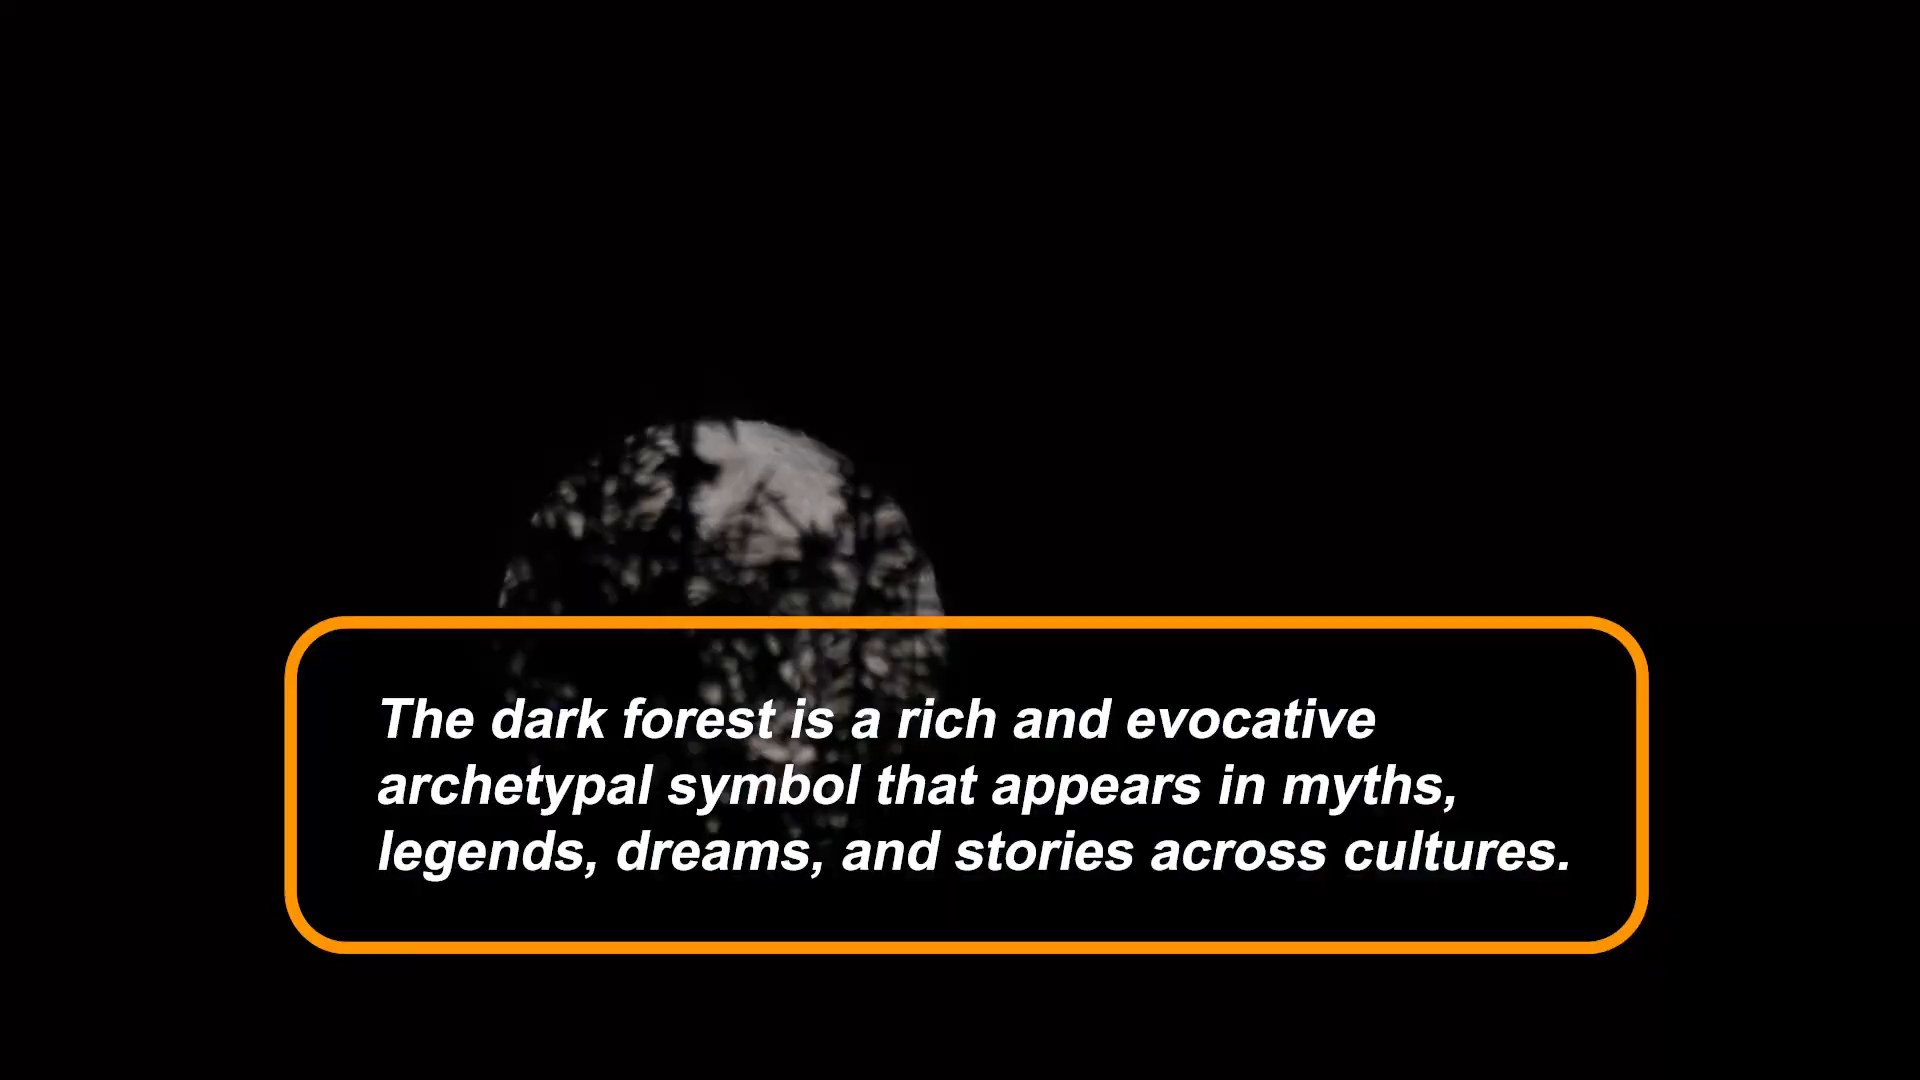 The dark forest is a rich and evocative
archetypal symbol that appears in myths,
legends, dreams, and stories across cultures.